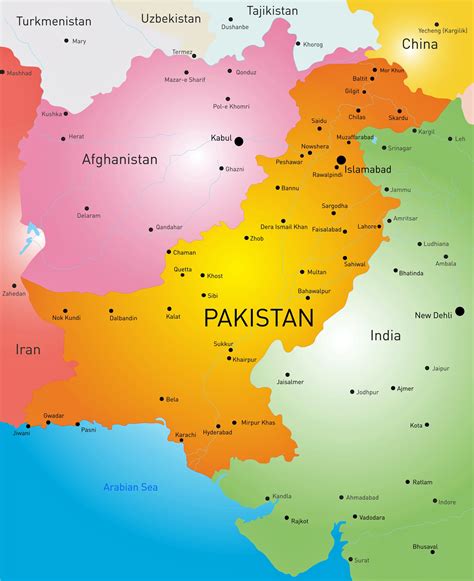 Tajikistan
Turkmenistan
Uzbekistan
Yecheng (Kargilik)
Mary
Dushanbe
China
Termez
Khorog
Mashhad
Mazar-e Sharif
Qonduz
Mor Khun
Baltit
Gilgit
Pol-e Khomri
Kushka
Chilas
Skardu
Saidu
Herat
Kabul
Muzaffarabad
Kargil
Leh
Nowshera
Srinagar
Afghanistan
Peshawar
Islamabad
Ghazni
Rawalpindi
Bannu
Jammu
Sargodha
Delaram
Dera Ismail Khan
Amritsar
Qandahar
Faisalabad
Lahore
Zhob
Ludhiana
Chaman
Sahiwal
Ambala
Quetta
Khost
Multan
Bhatinda
Zahedan
Sibi
Bahawalpur
Nok Kundi
Dalbandin
Kalat
PAKISTAN
New Dehli
India
Iran
Sukkur
Khairpur
Jaipur
Jaisalmer
Jodhpur
Ajmer
Bela
Gwadar
Jiwani
Pasni
Mirpur Khas
Kota
Karachi
Hyderabad
Arabian Sea
Ratlam
Kandla
Ahmadabad
Indore
Rajkot
Vadodara
Bhusaval
Surat